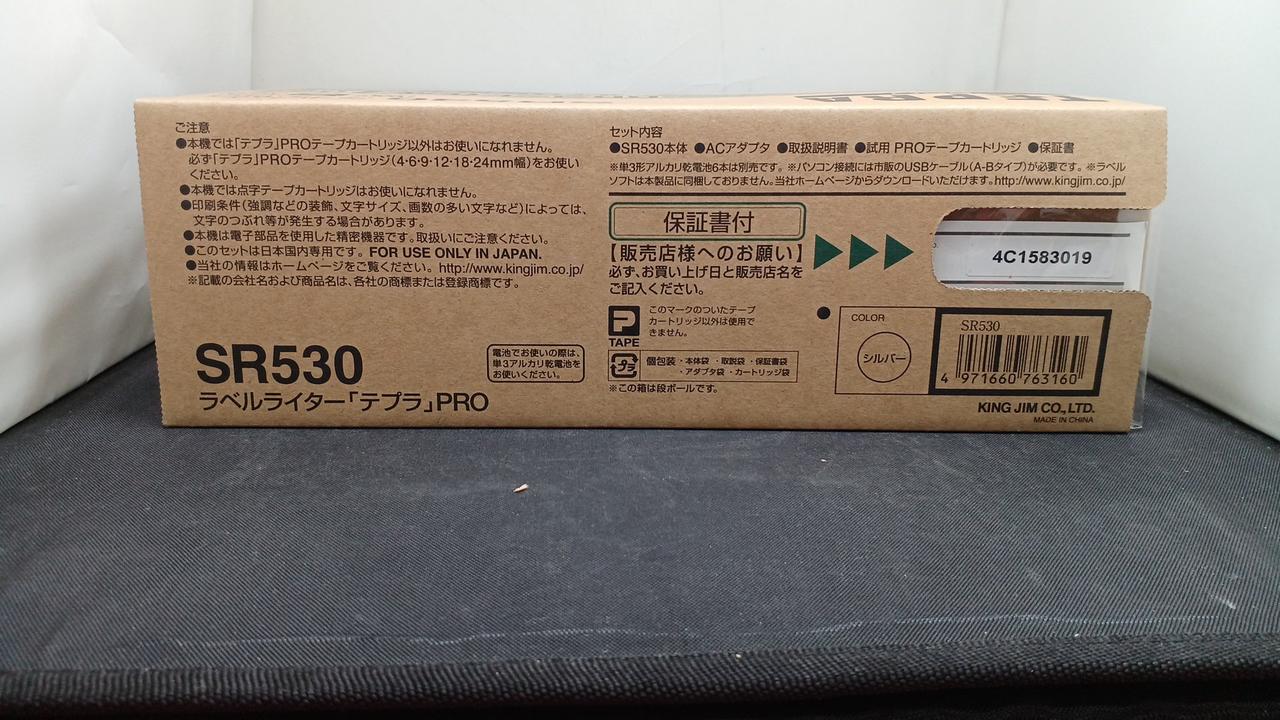 TEPRA
ご注意
●本機では「テプラ」PROテープカートリッジ以外はお使いになれません。
必ず「テプラ」PROテープカートリッジ(4・6・9・12・18・24mm幅)をお使い
ください。
●本機では点字テープカートリッジはお使いになれません。
●印刷条件(強調などの装飾、文字サイズ、画数の多い文字など)によっては、
文字のつぶれ等が発生する場合があります。
●本機は電子部品を使用した精密機器です。取扱いにご注意ください。
●このセットは日本国内専用です。FOR USE ONLY IN JAPAN.
●当社の情報はホームページをご覧ください。http://www.kingjim.co.jp/
※記載の会社名および商品名は、各社の商標または登録商標です。
SR530
ラベルライター「テプラ」PRO
電池でお使いの際は、
単3アルカリ乾電池を
お使いください。
セット内容
●SR530本体 ●ACアダプタ ●取扱説明書 ●試用 PROテープカートリッジ ●保証書
※単3形アルカリ乾電池6本は別売です。※パソコン接続には市販のUSBケーブル(A-Bタイプ)が必要です。※ラベル
ソフトは本製品に同梱しておりません。当社ホームページからダウンロードいただけます。http://www.kingjim.co.jp/
保証書付
【販売店様へのお願い】
必ず、お買い上げ日と販売店名を
ご記入ください。
4C1583019
P
TAPE
このマークのついたテープ
カートリッジ以外は使用で
きません。
プラ
個包装 ・本体袋 ・取説袋 ・保証書袋
・アダプタ袋 ・カートリッジ袋
※この箱は段ボールです。
COLOR
シルバー
SR530
4 971660 763160
KING JIM CO., LTD.
MADE IN CHINA